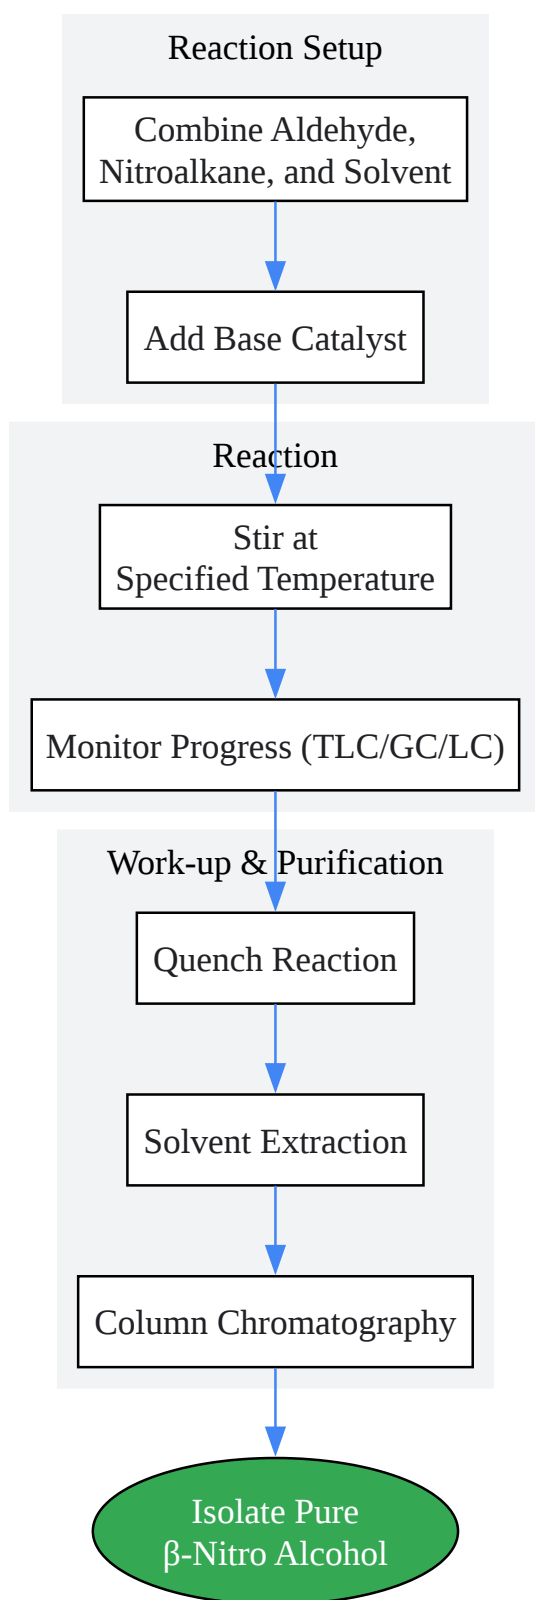 Reaction Setup
Combine Aldehyde,
Nitroalkane, and Solvent
Add Base Catalyst
Reaction
Stir at
Specified Temperature
Monitor Progress (TLC/GC/LC)
Work-up & Purification
Quench Reaction
Solvent Extraction
Column Chromatography
Isolate Pure
β-Nitro Alcohol